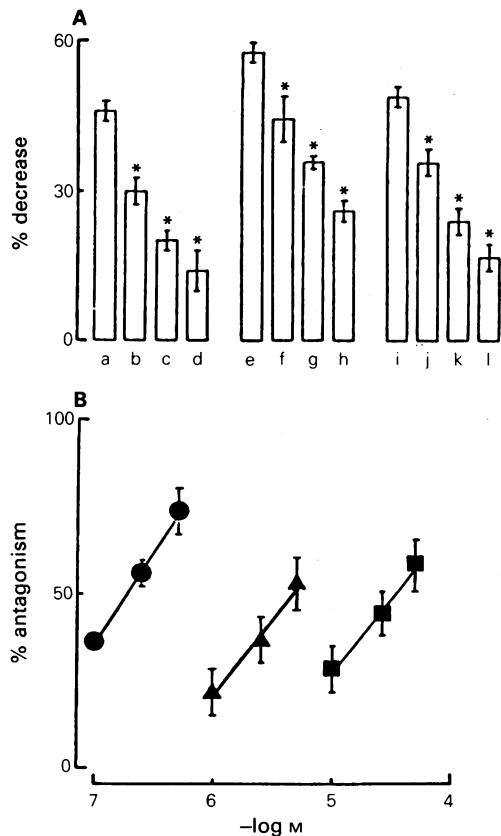 A
60
30
0
% decrease
* * * * * * * * *
a b c d e f g h i j k l
B
100
50
0
% antagonism
7 6 5 4
–log M